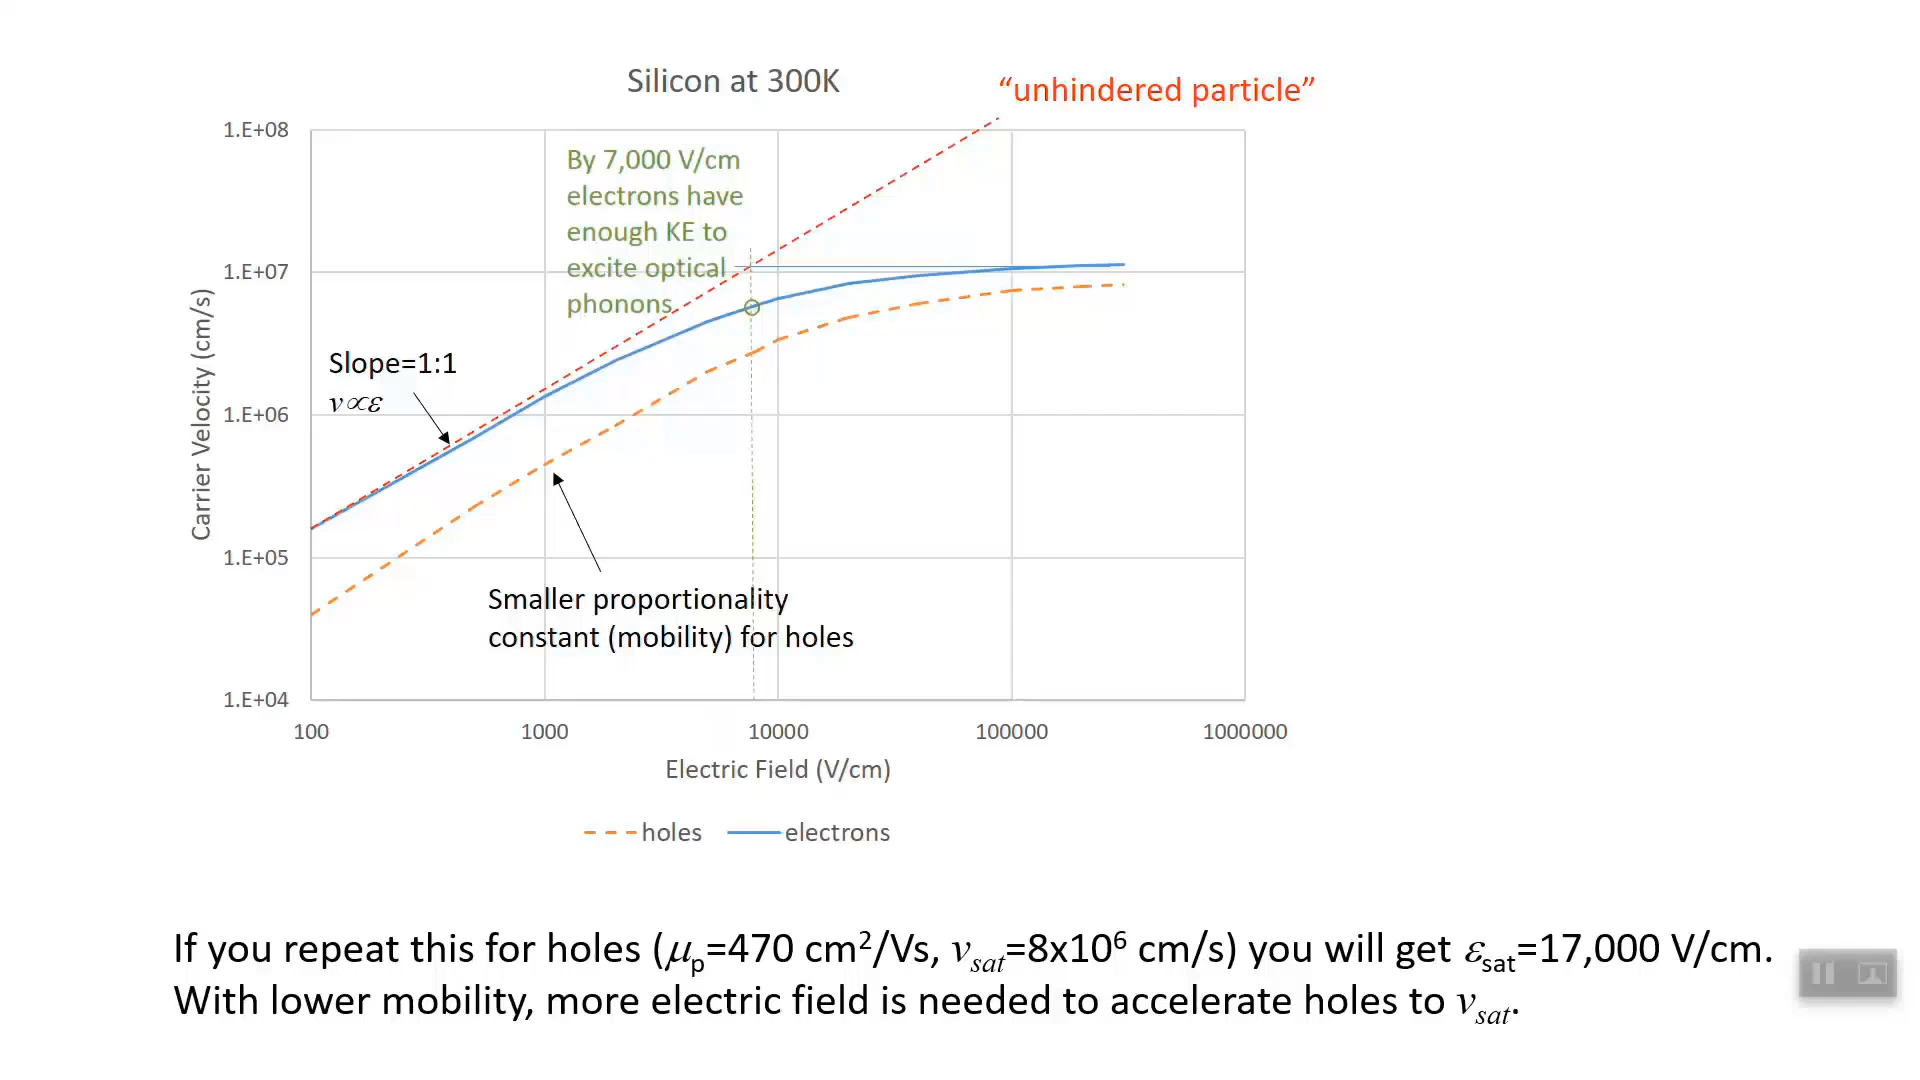 Silicon at 300K
“unhindered particle”
1.E+08
1.E+07
1.E+06
1.E+05
1.E+04
Carrier Velocity (cm/s)
By 7,000 V/cm
electrons have
enough KE to
excite optical
phonons
Slope=1:1
v∝ε
Smaller proportionality
constant (mobility) for holes
100 1000 10000 100000 1000000
Electric Field (V/cm)
holes electrons
If you repeat this for holes (μp=470 cm²/Vs, vsat=8x10⁶ cm/s) you will get εsat=17,000 V/cm.
With lower mobility, more electric field is needed to accelerate holes to vsat.